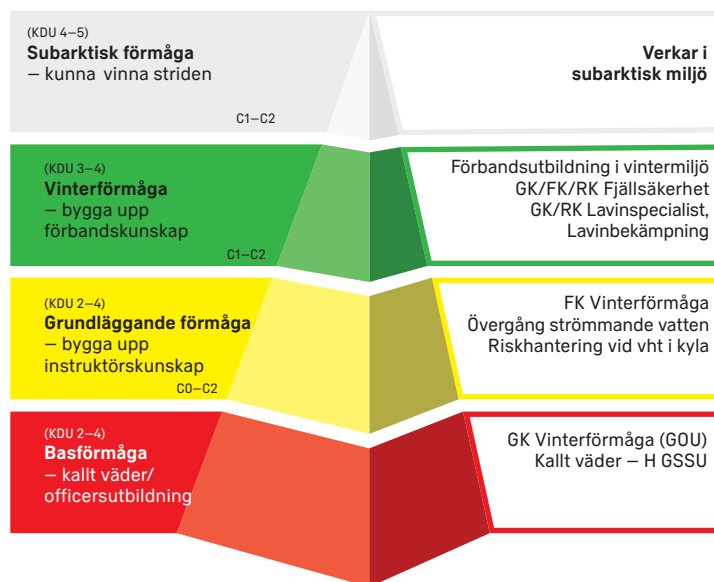 (KDU 4–5)
Subarktisk förmåga
– kunna vinna striden
C1–C2
Verkar i
subarktisk miljö
(KDU 3–4)
Vinterförmåga
– bygga upp
förbandskunskap
C1–C2
Förbandsutbildning i vintermiljö
GK/FK/RK Fjällsäkerhet
GK/RK Lavinspecialist,
Lavinbekämpning
(KDU 2–4)
Grundläggande förmåga
– bygga upp
instruktörskunskap
C0–C2
FK Vinterförmåga
Övergång strömmande vatten
Riskhantering vid vht i kyla
(KDU 2–4)
Basförmåga
– kallt väder/
officersutbildning
GK Vinterförmåga (GOU)
Kallt väder – H GSSU